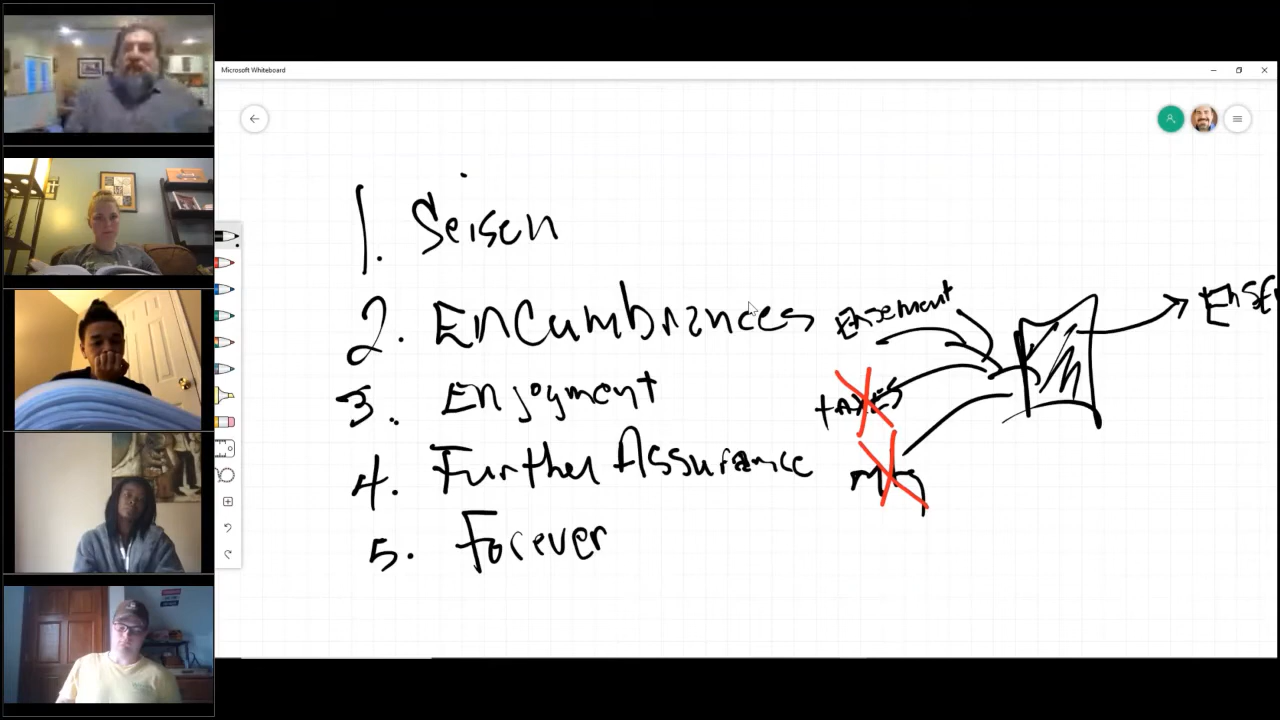 Microsoft Whiteboard
1. Seisen
2. Encumbrances
Easement
3. Enjoyment
taxes
4. Further Assurance
5. Forever